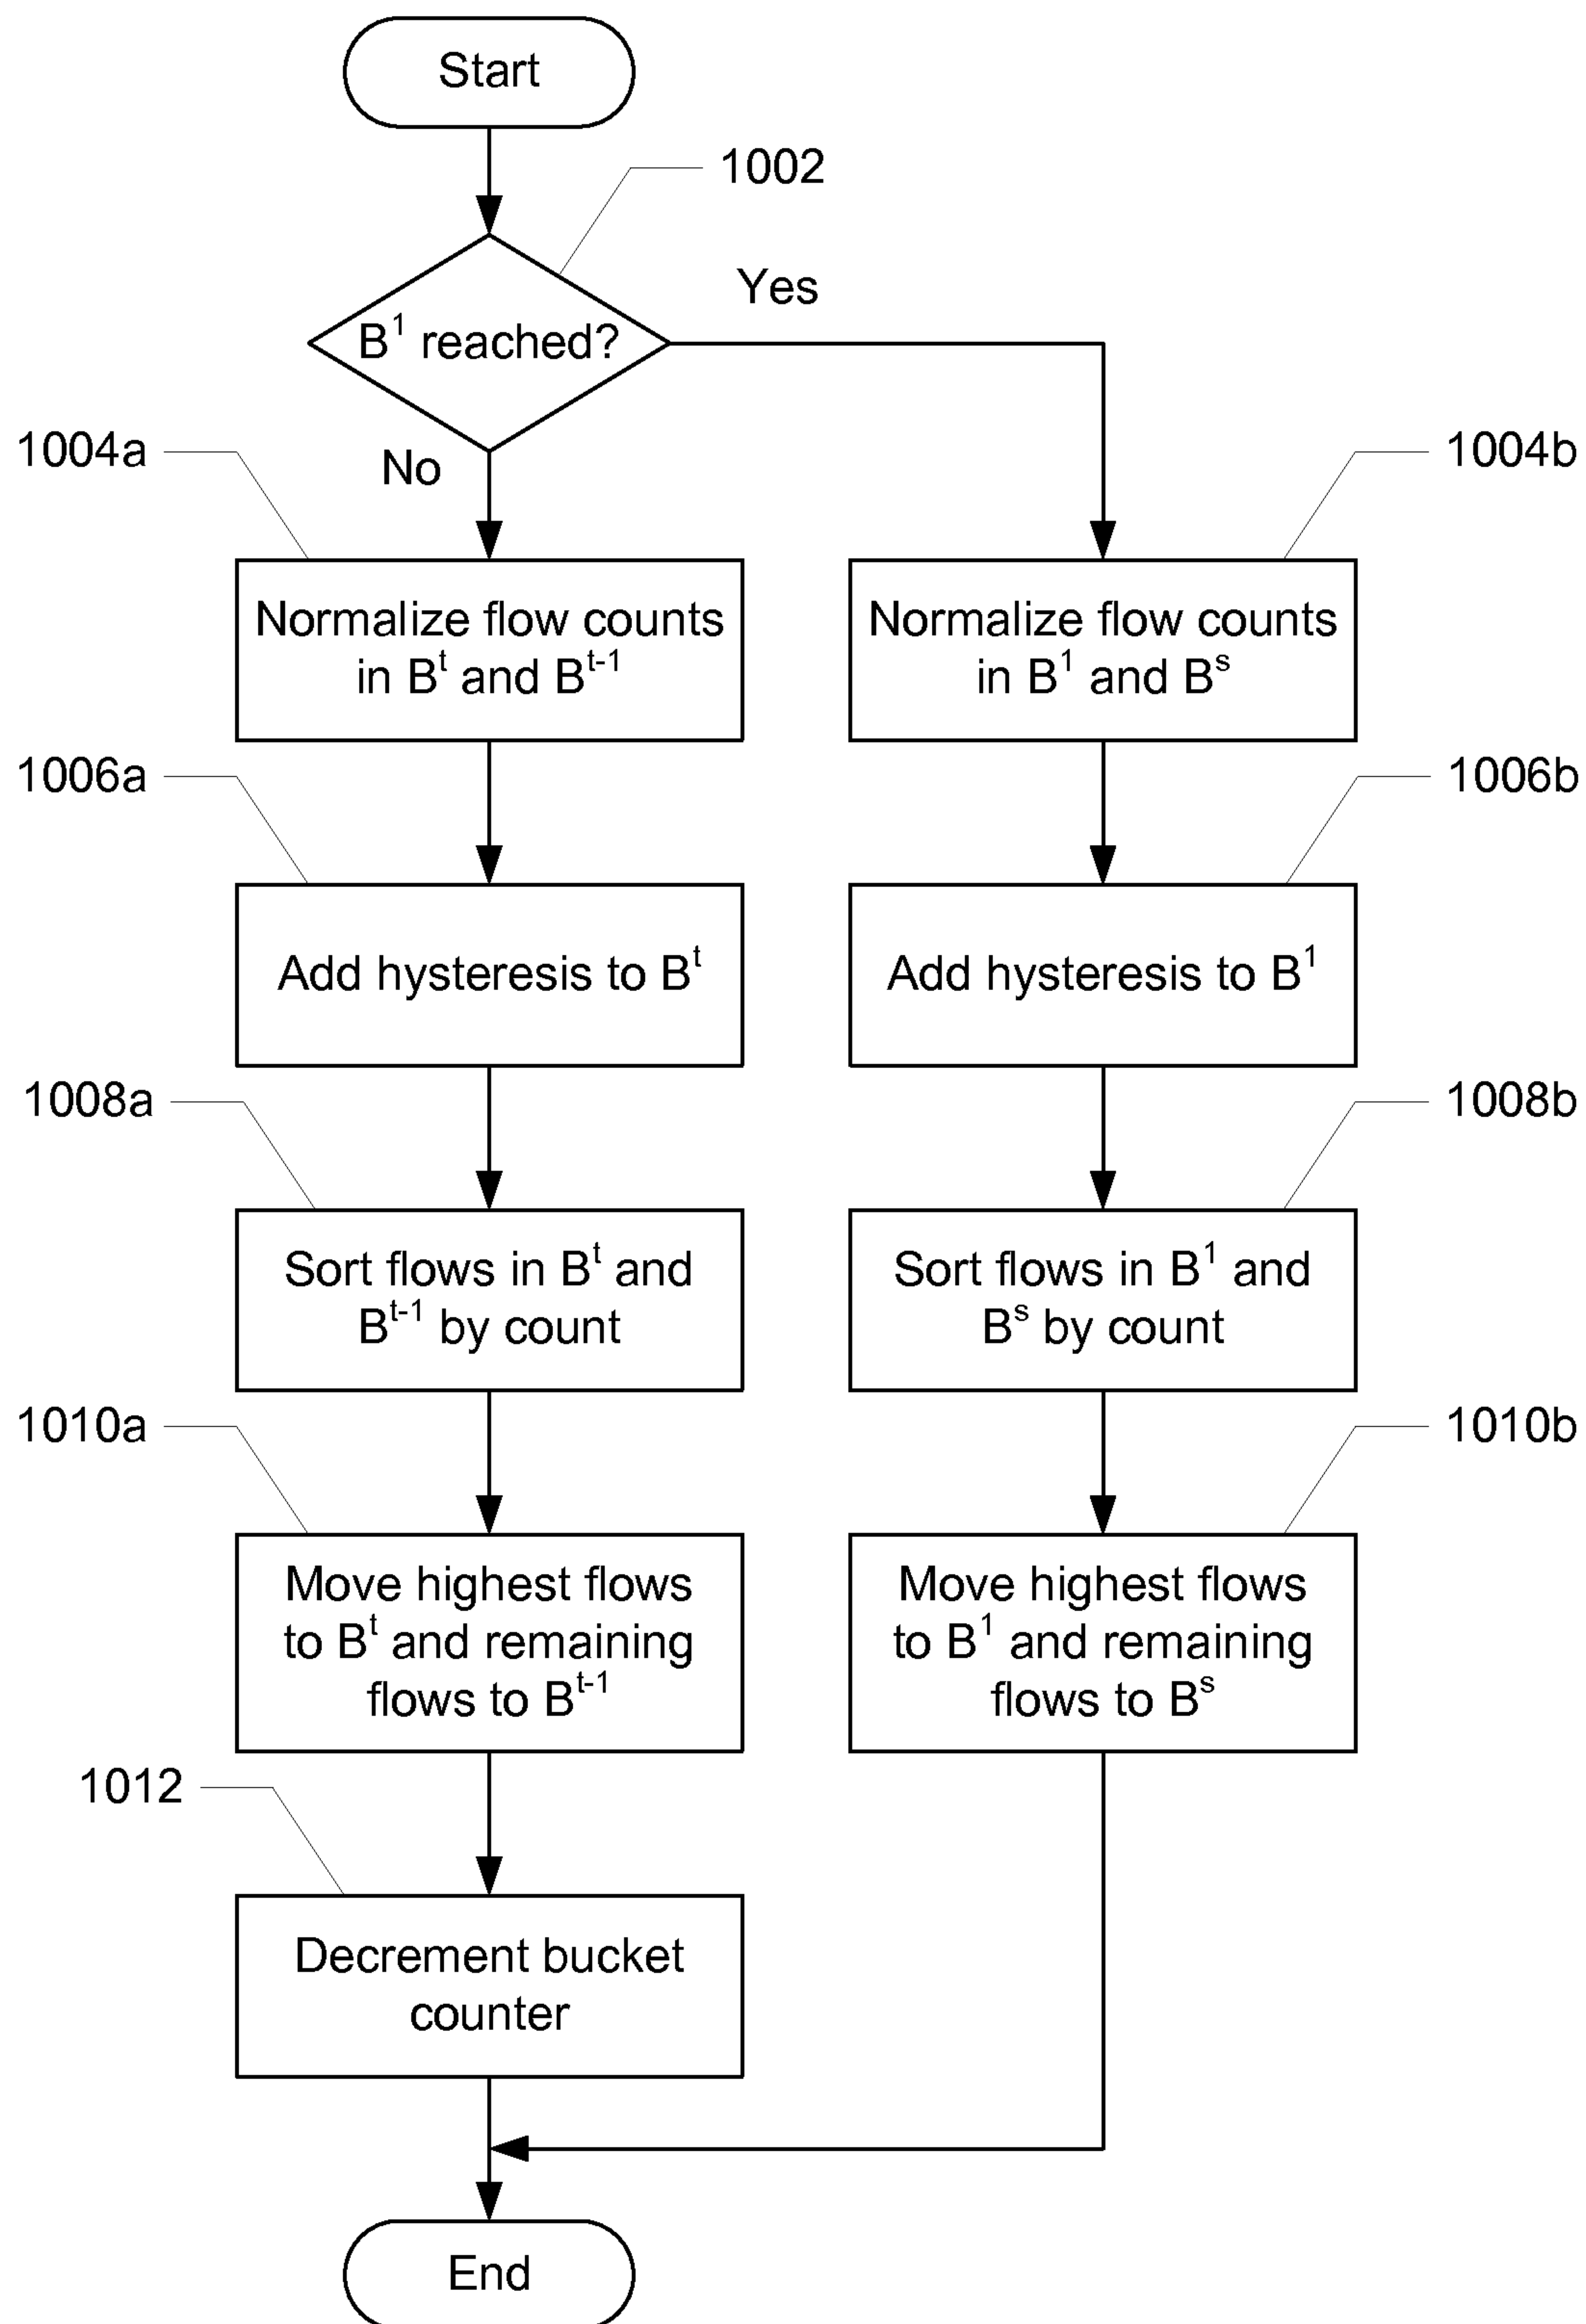 Start
1002
B¹ reached?
Yes
No
1004a
1004b
Normalize flow counts
in Bᵗ and Bᵗ⁻¹
Normalize flow counts
in B¹ and Bˢ
1006a
1006b
Add hysteresis to Bᵗ
Add hysteresis to B¹
1008a
1008b
Sort flows in Bᵗ and
Bᵗ⁻¹ by count
Sort flows in B¹ and
Bˢ by count
1010a
1010b
Move highest flows
to Bᵗ and remaining
flows to Bᵗ⁻¹
Move highest flows
to B¹ and remaining
flows to Bˢ
1012
Decrement bucket
counter
End